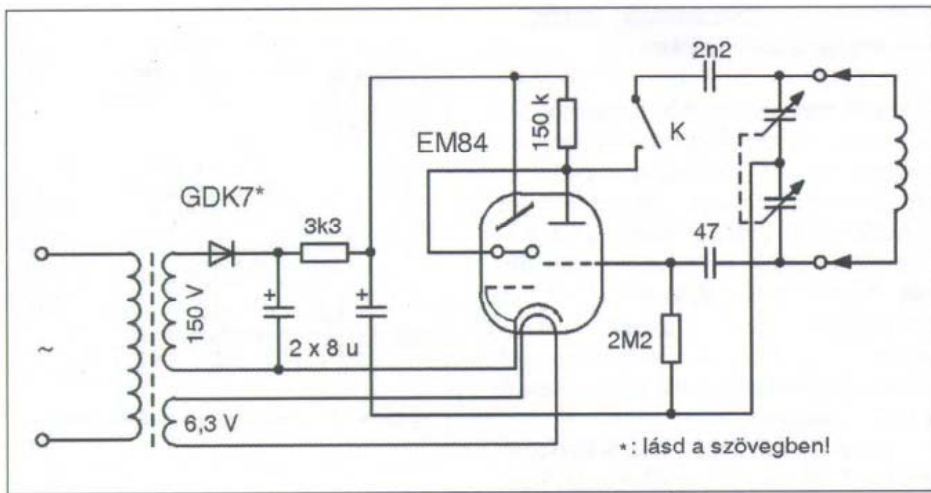 2n2
150 k
K
EM84
GDK7*
3k3
47
150 V
+
+
2 x 8 u
2M2
~
6,3 V
*: lásd a szövegben!